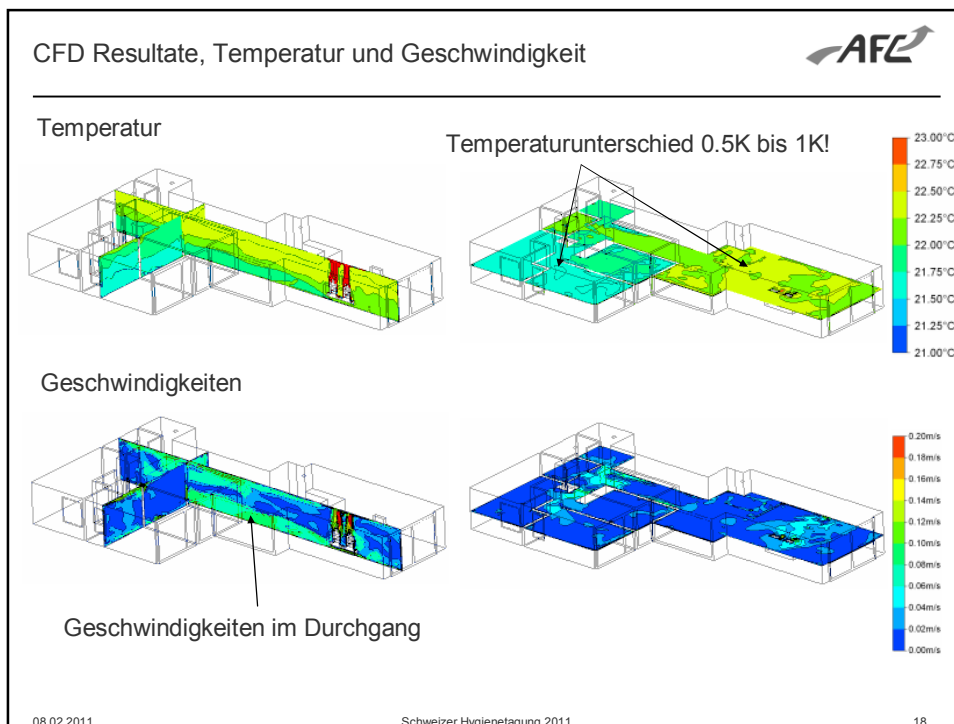 CFD Resultate, Temperatur und Geschwindigkeit
AFC
Temperatur
Temperaturunterschied 0.5K bis 1K!
23.00°C
22.75°C
22.50°C
22.25°C
22.00°C
21.75°C
21.50°C
21.25°C
21.00°C
Geschwindigkeiten
0.20m/s
0.18m/s
0.16m/s
0.14m/s
0.12m/s
0.10m/s
0.08m/s
0.06m/s
0.04m/s
0.02m/s
0.00m/s
Geschwindigkeiten im Durchgang
08.02.2011 Schweizer Hygienetagung 2011 18